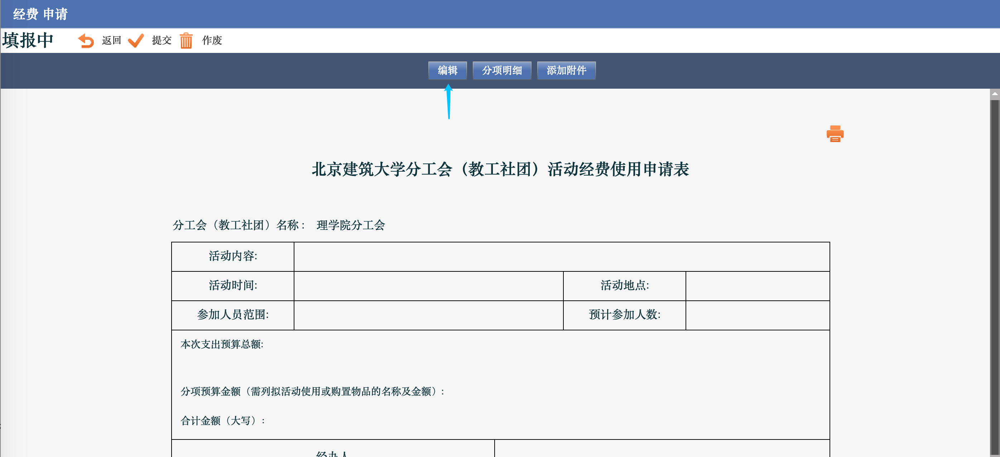 经费 申请
填报中 返回 提交 作废
编辑 分项明细 添加附件
北京建筑大学分工会（教工社团）活动经费使用申请表
分工会（教工社团）名称： 理学院分工会
活动内容:
活动时间: 活动地点:
参加人员范围: 预计参加人数:
本次支出预算总额:
分项预算金额（需列拟活动使用或购置物品的名称及金额）:
合计金额（大写）:
经办人